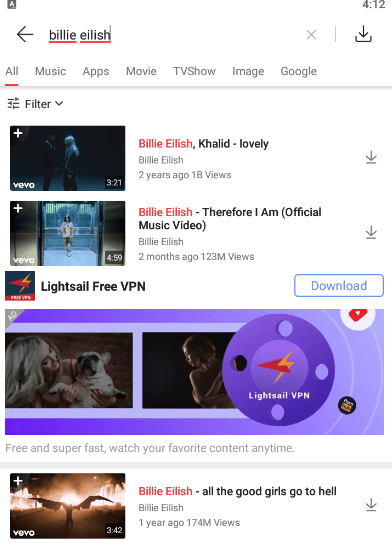 A
4:12
billie eilish
All Music Apps Movie TVShow Image Google
Filter
vevo
3:21
Billie Eilish, Khalid - lovely
Billie Eilish
2 years ago 1B Views
vevo
4:59
Billie Eilish - Therefore I Am (Official
Music Video)
Billie Eilish
2 months ago 123M Views
FREE VPN
Lightsail Free VPN
Download
AD
Lightsail VPN
Free and super fast, watch your favorite content anytime.
vevo
3:42
Billie Eilish - all the good girls go to hell
Billie Eilish
1 year ago 174M Views